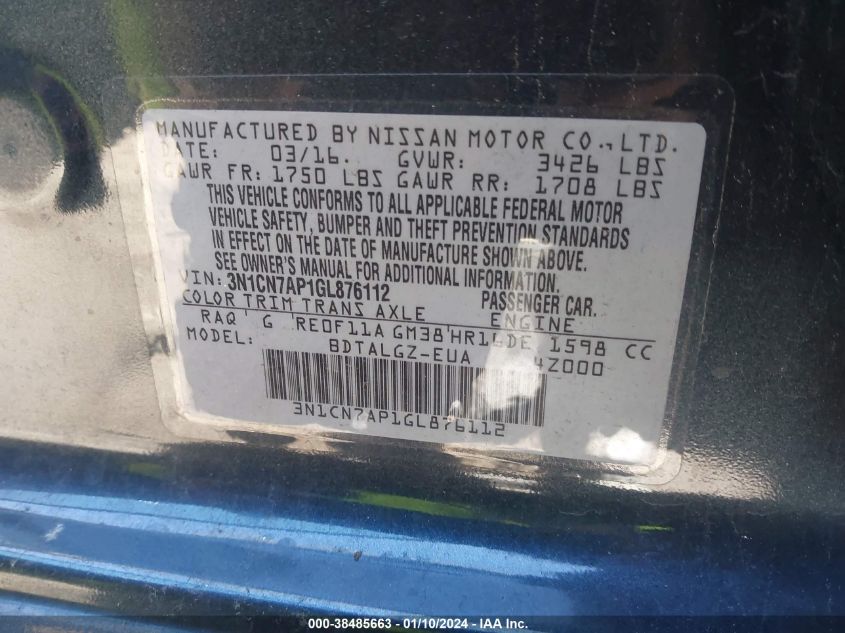 MANUFACTURED BY NISSAN MOTOR CO., LTD.
DATE: 03/16. GVWR: 3426 LBS
GAWR FR: 1750 LBS GAWR RR: 1708 LBS
THIS VEHICLE CONFORMS TO ALL APPLICABLE FEDERAL MOTOR
VEHICLE SAFETY, BUMPER AND THEFT PREVENTION STANDARDS
IN EFFECT ON THE DATE OF MANUFACTURE SHOWN ABOVE.
SEE OWNER'S MANUAL FOR ADDITIONAL INFORMATION.
VIN: 3N1CN7AP1GL876112 PASSENGER CAR.
COLOR TRIM TRANS AXLE ENGINE
RAQ ' G 'RE0F11A GM38'HR16DE 1598 CC
MODEL: BDTALGZ-EUA 4Z000
3N1CN7AP1GL876112
000-38485663 - 01/10/2024 - IAA Inc.